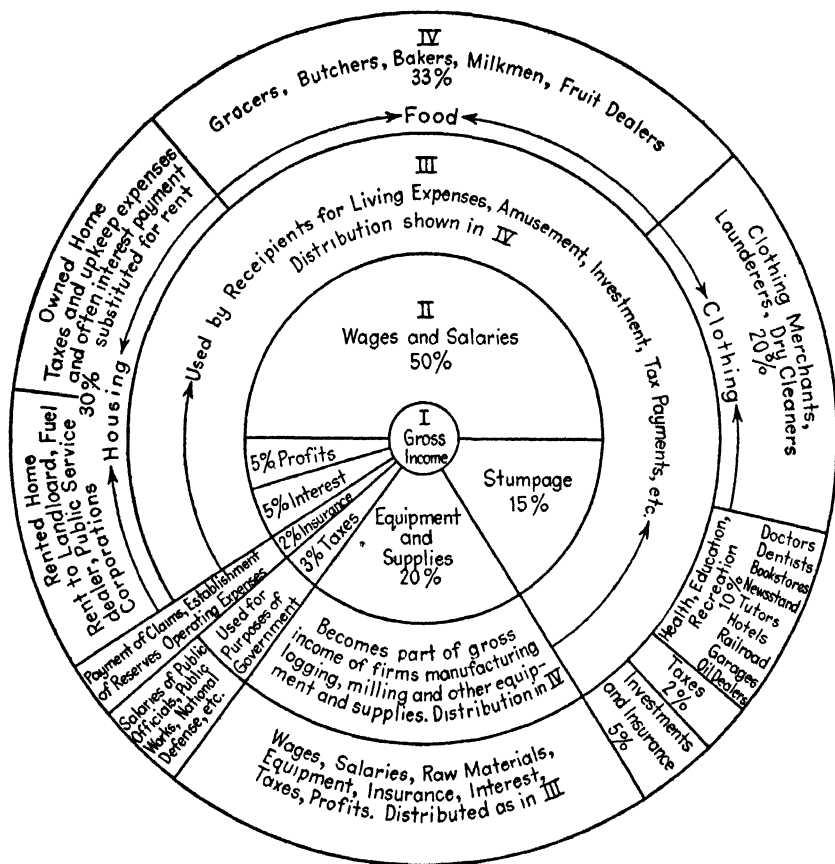 IV
Grocers, Butchers, Bakers, Milkmen, Fruit Dealers
33%
Food
III
Used by Receipients for Living Expenses, Amusement, Investment, Tax Payments, etc.
Distribution shown in IV
II
Wages and Salaries
50%
I
Gross
Income
5% Profits
5% Interest
2% Insurance
3% Taxes
Equipment
and
Supplies
20%
Stumpage
15%
Owned Home
Taxes and upkeep expenses
and often interest payment
substituted for rent
30%
Housing
Rented Home
Rent to Landloard, Fuel
Dealer, Public Service
Corporations
Clothing
Clothing Merchants,
Launderers, Dry Cleaners
20%
Health, Education,
Recreation
10%
Doctors
Dentists
Bookstores
Newsstand
Tutors
Hotels
Railroad
Garages
Oil Dealers
Taxes
2%
Investments
and Insurance
5%
Payment of Claims, Establishment
of Reserves Operating Expenses
Used for
Purposes of
Government
Salaries of Public
Officials, Public
Works, National
Defense, etc.
Becomes part of gross
income of firms manufacturing
logging, milling and other equip-
ment and supplies. Distribution in IV
Wages, Salaries, Raw Materials,
Equipment, Insurance, Interest,
Taxes, Profits. Distributed as in III